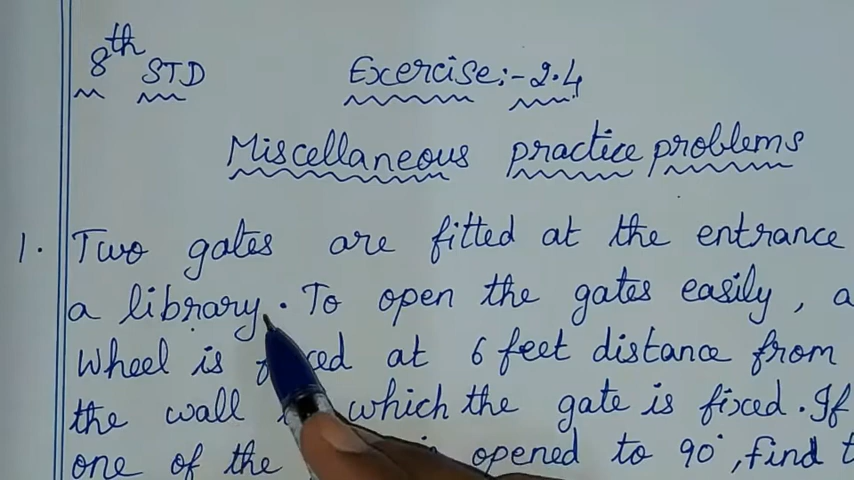 8th STD Exercise:- 2.4
Miscellaneous practice problems
1. Two gates are fitted at the entrance
a library. To open the gates easily, a
Wheel is at 6 feet distance from
the wall which the gate is fixed. If
one of the opened to 90°, find